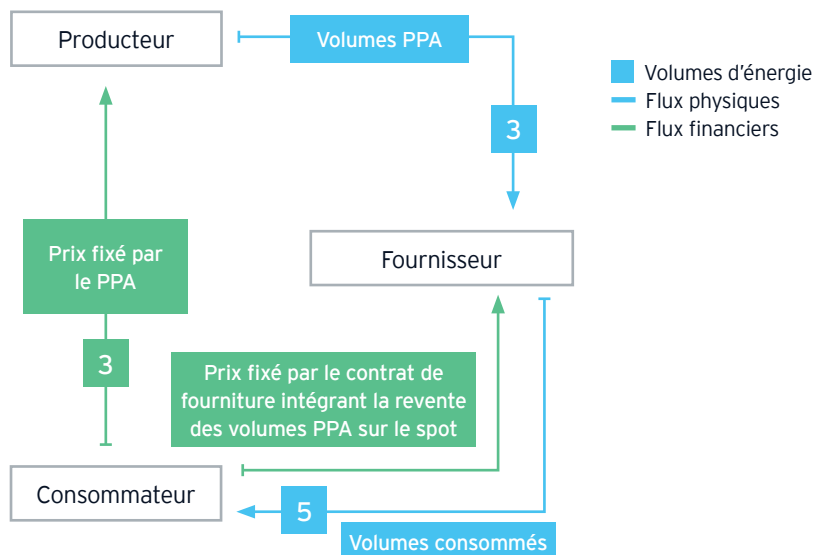 Producteur
Volumes PPA
Volumes d'énergie
Flux physiques
Flux financiers
3
Prix fixé par
le PPA
Fournisseur
3
Prix fixé par le contrat de
fourniture intégrant la revente
des volumes PPA sur le spot
Consommateur
5
Volumes consommés